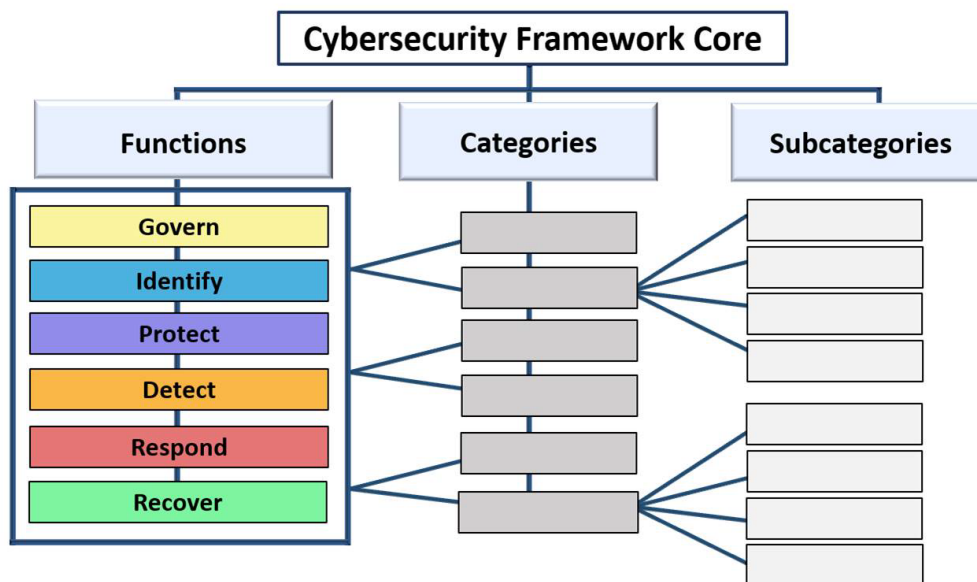 Cybersecurity Framework Core
Functions
Categories
Subcategories
Govern
Identify
Protect
Detect
Respond
Recover